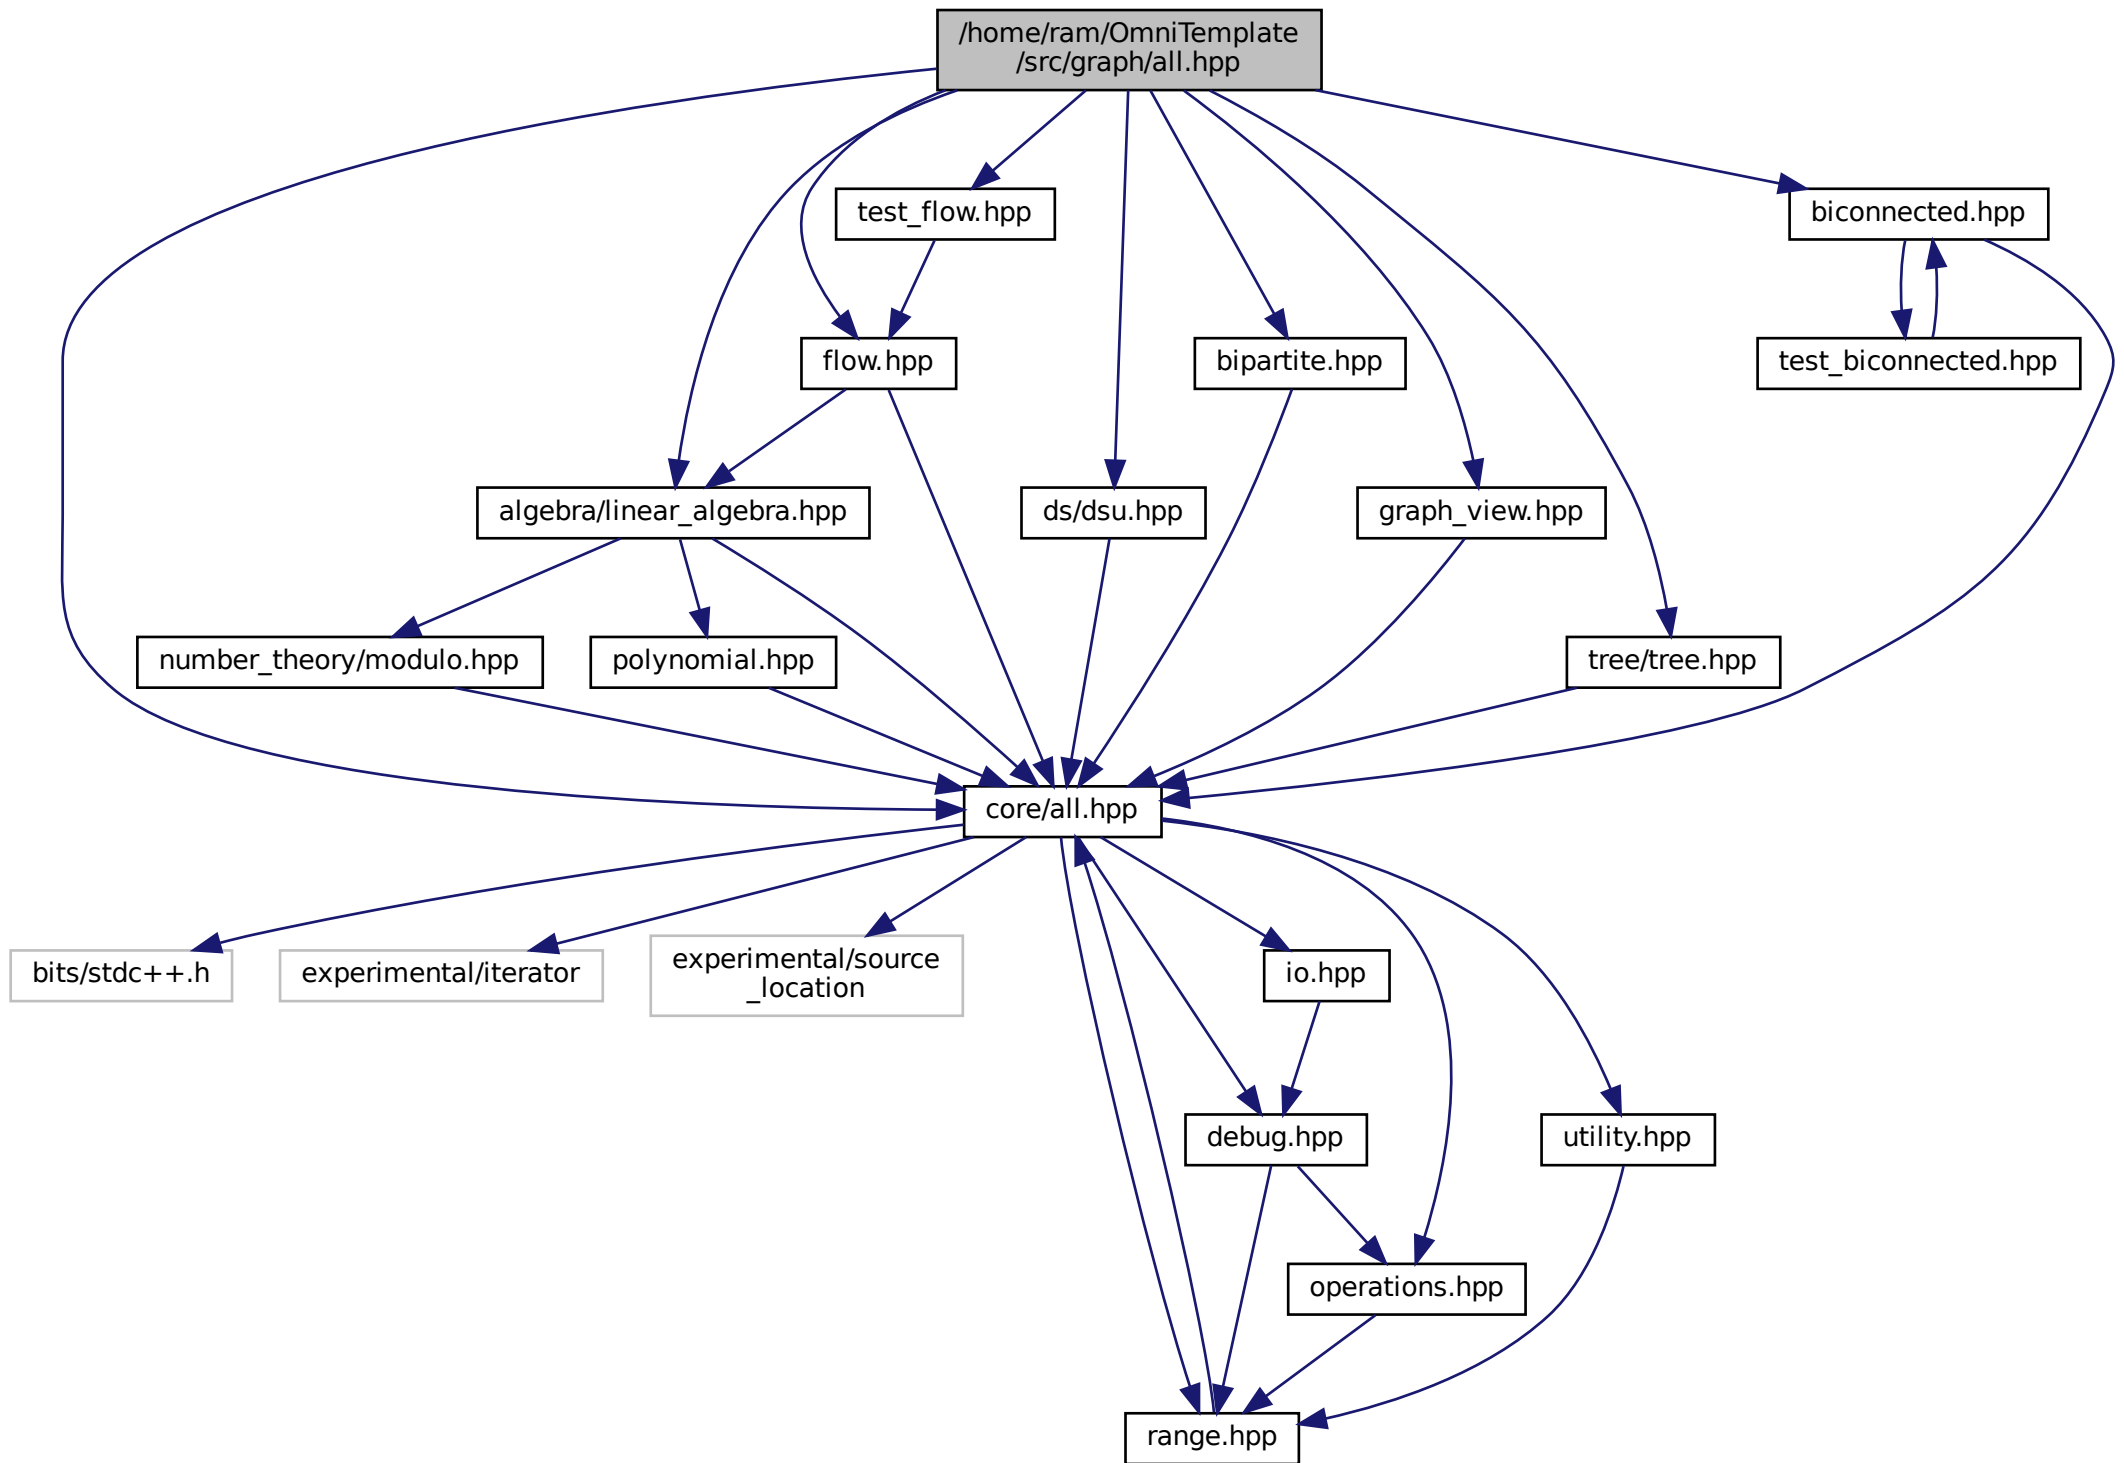 /home/ram/OmniTemplate
/src/graph/all.hpp
test_flow.hpp
biconnected.hpp
flow.hpp
bipartite.hpp
test_biconnected.hpp
algebra/linear_algebra.hpp
ds/dsu.hpp
graph_view.hpp
number_theory/modulo.hpp
polynomial.hpp
tree/tree.hpp
core/all.hpp
bits/stdc++.h
experimental/iterator
experimental/source
_location
io.hpp
debug.hpp
utility.hpp
operations.hpp
range.hpp